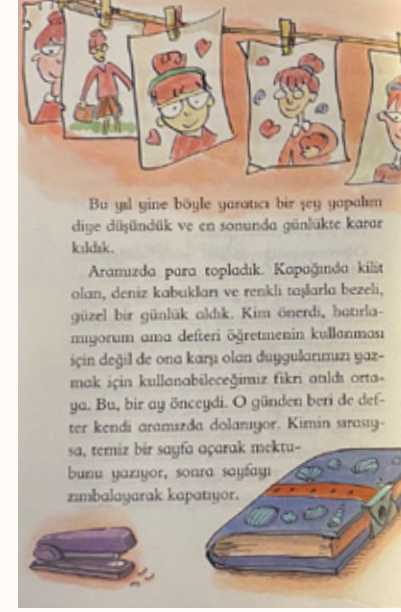 Bu yıl yine böyle yaratıcı bir şey yapalım
diye düşündük ve en sonunda günlükte karar
kıldık.
Aramızda para topladık. Kapağında kilit
olan, deniz kabukları ve renkli taşlarla bezeli,
güzel bir günlük aldık. Kim önerdi, hatırla-
mıyorum ama defteri öğretmenin kullanması
için değil de ona karşı olan duygularımızı yaz-
mak için kullanabileceğimiz fikri atıldı orta-
ya. Bu, bir ay önceydi. O günden beri de def-
ter kendi aramızda dolanıyor. Kimin sırasıy-
sa, temiz bir sayfa açarak mektu-
bunu yazıyor, sonra sayfayı
zımbalayarak kapatıyor.